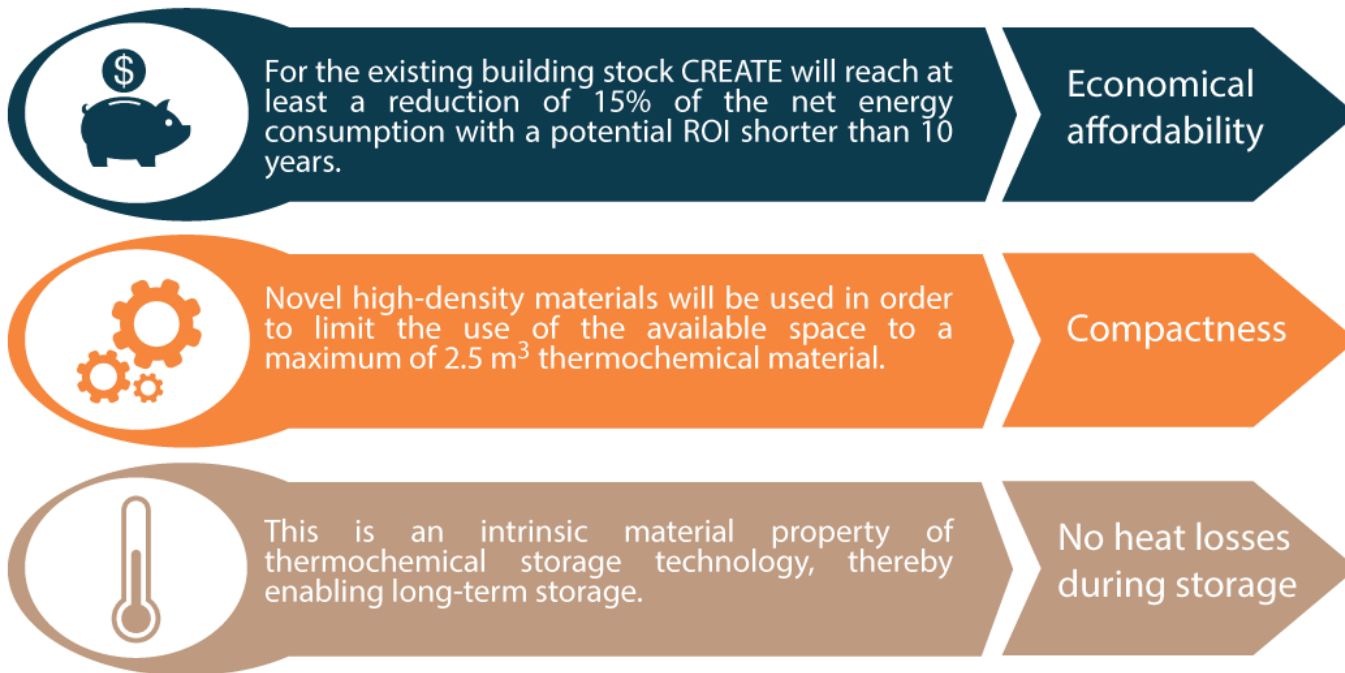 $
For the existing building stock CREATE will reach at
least a reduction of 15% of the net energy
consumption with a potential ROI shorter than 10
years.
Economical
affordability
Novel high-density materials will be used in order
to limit the use of the available space to a
maximum of 2.5 m³ thermochemical material.
Compactness
This is an intrinsic material property of
thermochemical storage technology, thereby
enabling long-term storage.
No heat losses
during storage